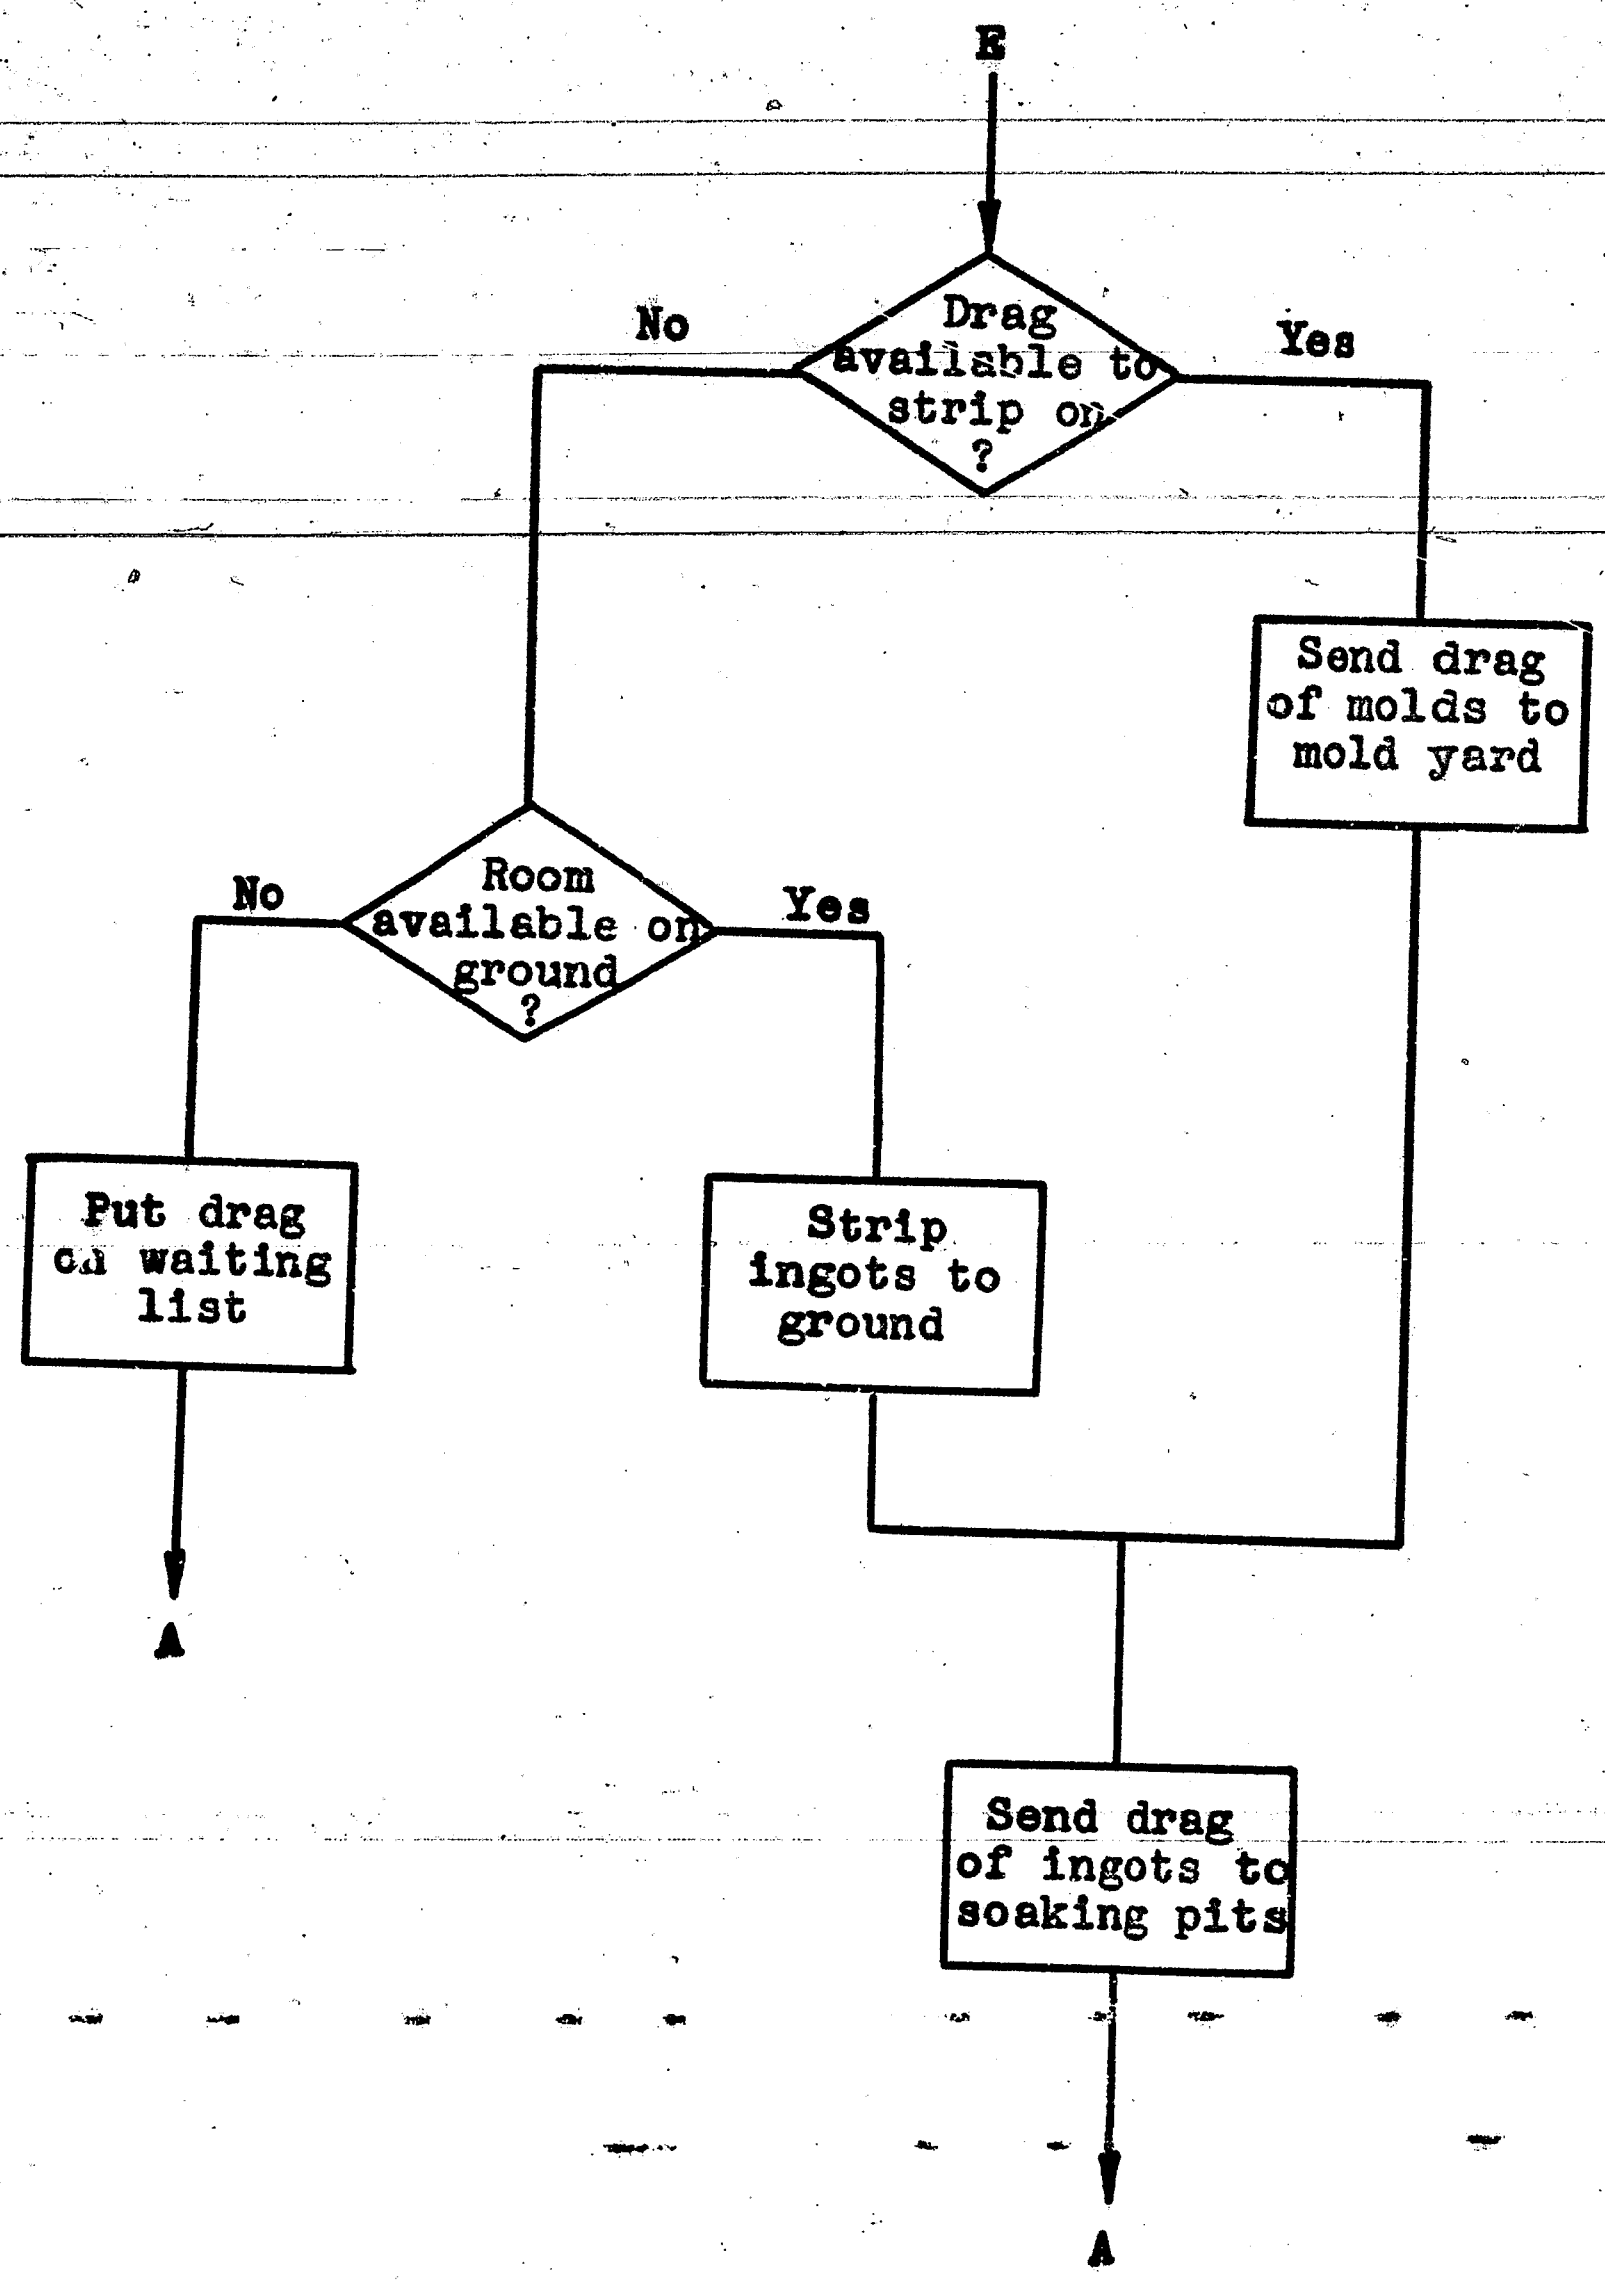 E
Drag
available to
strip on
?
No
Yes
Send drag
of molds to
mold yard
Room
available on
ground
?
No
Yes
Put drag
on waiting
list
Strip
ingots to
ground
A
Send drag
of ingots to
soaking pits
A